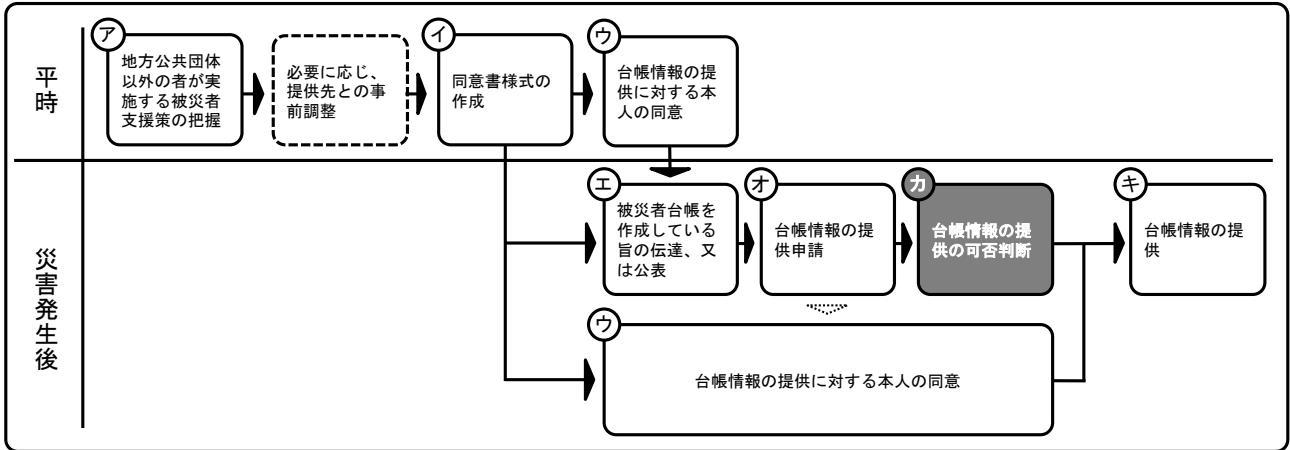 平時
ア
地方公共団体
以外の者が実
施する被災者
支援策の把握
必要に応じ、
提供先との事
前調整
イ
同意書様式の
作成
ウ
台帳情報の提
供に対する本
人の同意
災害発生後
エ
被災者台帳を
作成している
旨の伝達、又
は公表
オ
台帳情報の提
供申請
カ
台帳情報の提
供の可否判断
キ
台帳情報の提
供
ウ
台帳情報の提供に対する本人の同意